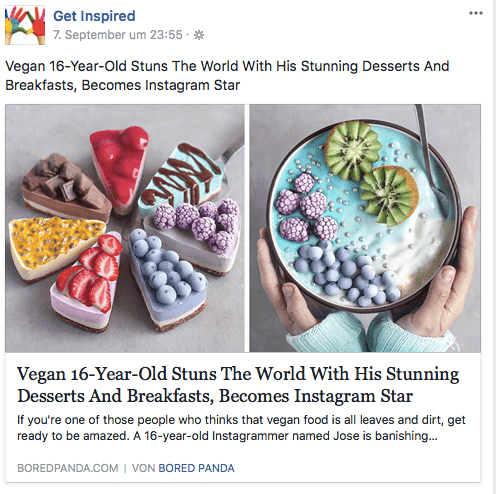 Get Inspired
7. September um 23:55 ·
Vegan 16-Year-Old Stuns The World With His Stunning Desserts And
Breakfasts, Becomes Instagram Star
Vegan 16-Year-Old Stuns The World With His Stunning
Desserts And Breakfasts, Becomes Instagram Star
If you're one of those people who thinks that vegan food is all leaves and dirt, get
ready to be amazed. A 16-year-old Instagrammer named Jose is banishing...
BOREDPANDA.COM | VON BORED PANDA